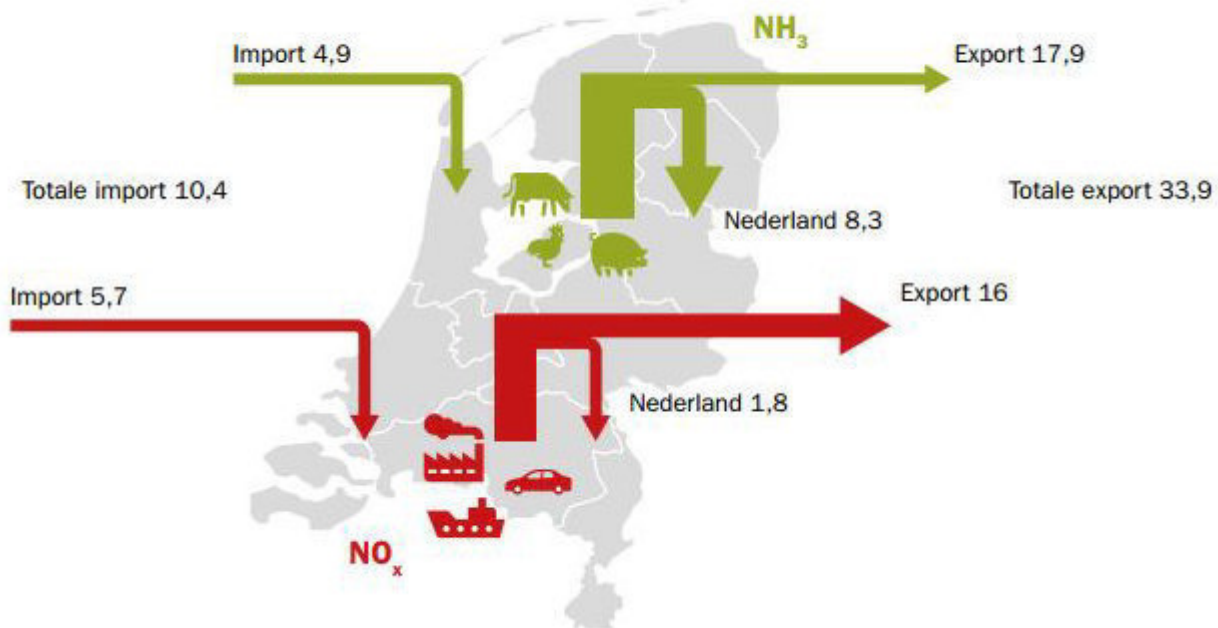 NH₃
Import 4,9
Export 17,9
Totale import 10,4
Totale export 33,9
Nederland 8,3
Import 5,7
Export 16
Nederland 1,8
NOₓ